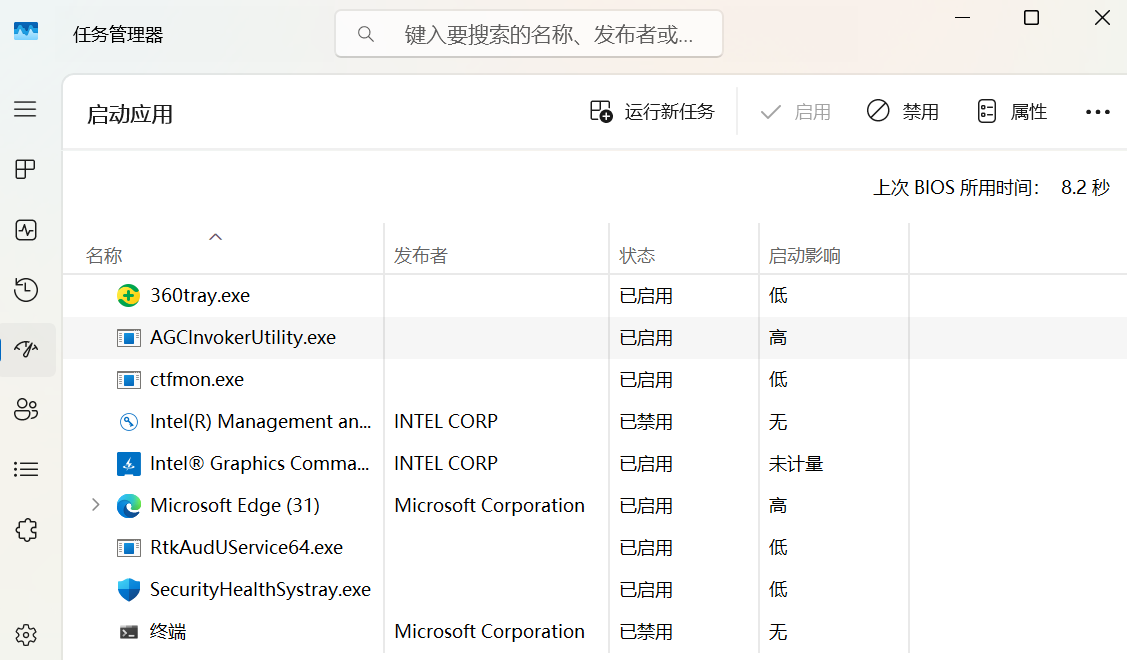 任务管理器
键入要搜索的名称、发布者或...
启动应用
运行新任务
启用
禁用
属性
上次 BIOS 所用时间: 8.2 秒
名称 发布者 状态 启动影响
360tray.exe 已启用 低
AGCInvokerUtility.exe 已启用 高
ctfmon.exe 已启用 低
Intel(R) Management an... INTEL CORP 已禁用 无
Intel® Graphics Comma... INTEL CORP 已启用 未计量
Microsoft Edge (31) Microsoft Corporation 已启用 高
RtkAudUService64.exe 已启用 低
SecurityHealthSystray.exe 已启用 低
终端 Microsoft Corporation 已禁用 无